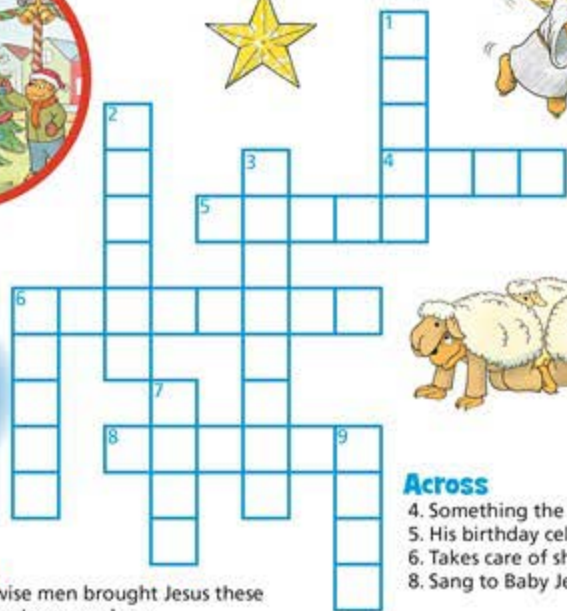 1
2
3
4
5
6
7
8
9
Across
4. Something the
5. His birthday cel
6. Takes care of sh
8. Sang to Baby Je
wise men brought Jesus these